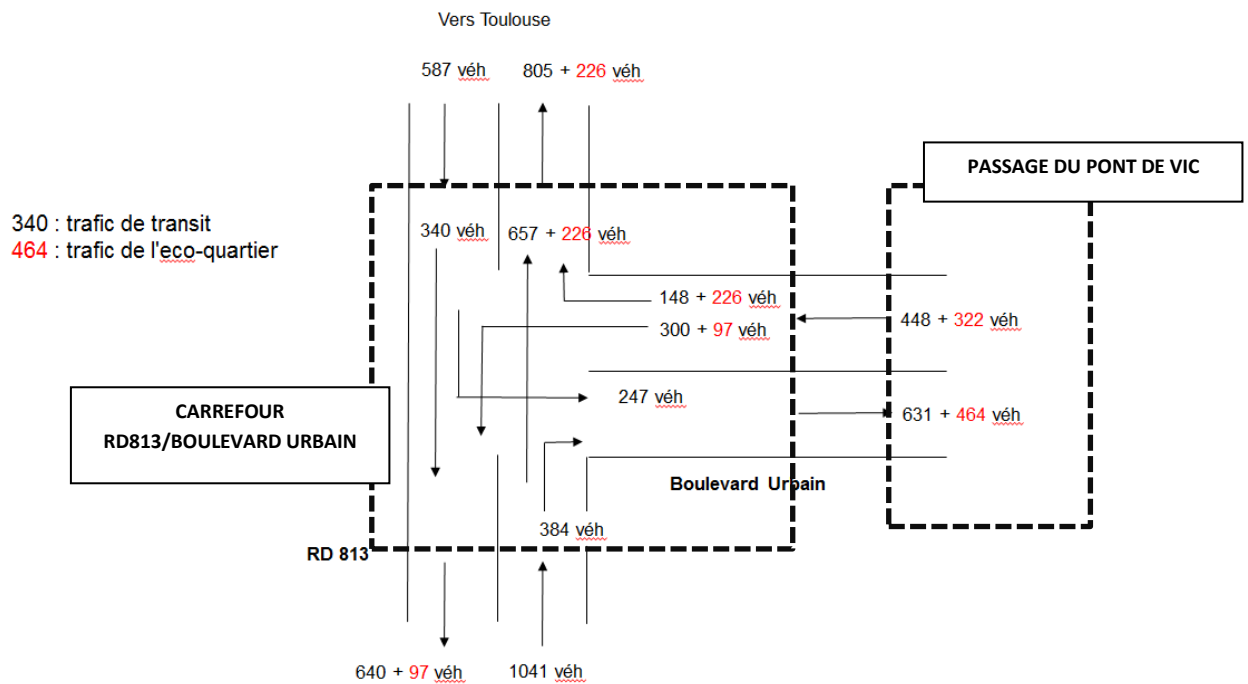 Vers Toulouse
587 véh
805 + 226 véh
PASSAGE DU PONT DE VIC
340 : trafic de transit
464 : trafic de l'eco-quartier
340 véh
657 + 226 véh
148 + 226 véh
300 + 97 véh
448 + 322 véh
247 véh
631 + 464 véh
CARREFOUR
RD813/BOULEVARD URBAIN
Boulevard Urbain
384 véh
RD 813
640 + 97 véh
1041 véh